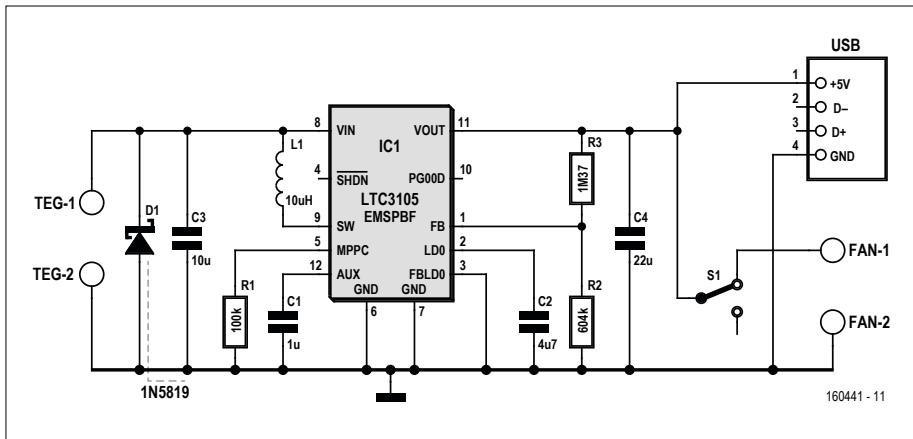 USB
1 +5V
2 D–
3 D+
4 GND
8 VIN
VOUT 11
IC1
LTC3105
EMSPBF
L1
10uH
4 SHDN
PG00D 10
9 SW
FB 1
5 MPPC
LD0 2
12 AUX
FBLD0 3
GND
GND
6
7
R3
1M37
TEG-1
TEG-2
D1
C3
10u
R1
100k
C1
1u
C2
4u7
R2
604k
C4
22u
S1
FAN-1
FAN-2
1N5819
160441 - 11